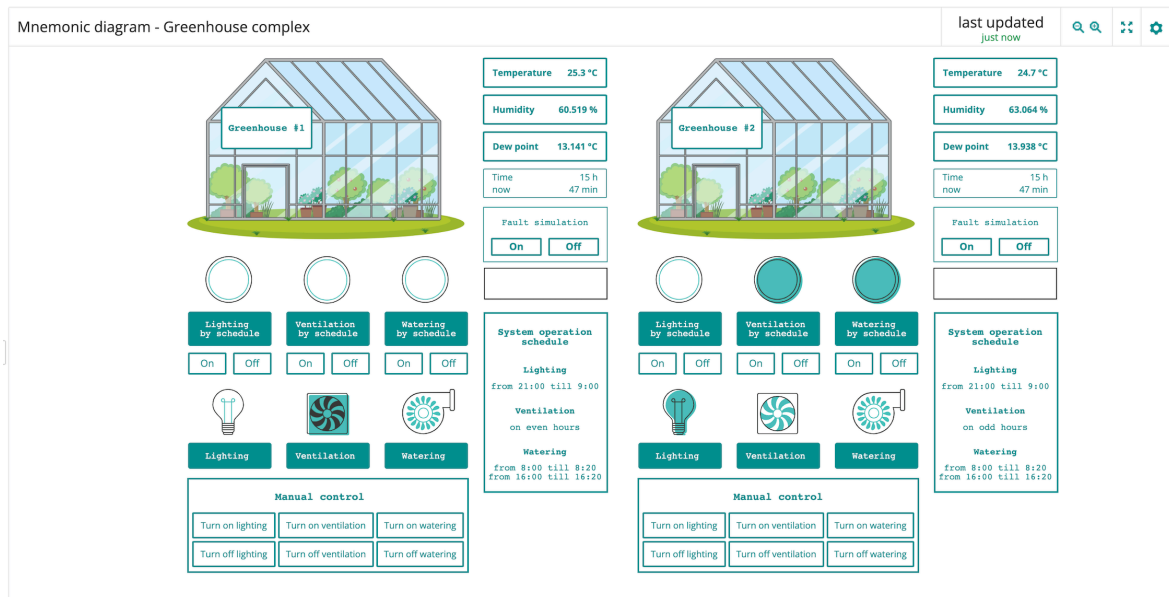 Mnemonic diagram - Greenhouse complex
last updated
just now
Greenhouse #1
Temperature 25.3 °C
Humidity 60.519 %
Dew point 13.141 °C
Time now 15 h 47 min
Fault simulation
On Off
Lighting by schedule
Ventilation by schedule
Watering by schedule
On Off
On Off
On Off
Lighting
Ventilation
Watering
Manual control
Turn on lighting
Turn on ventilation
Turn on watering
Turn off lighting
Turn off ventilation
Turn off watering
System operation
schedule
Lighting
from 21:00 till 9:00
Ventilation
on even hours
Watering
from 8:00 till 8:20
from 16:00 till 16:20
Greenhouse #2
Temperature 24.7 °C
Humidity 63.064 %
Dew point 13.938 °C
Time now 15 h 47 min
Fault simulation
On Off
Lighting by schedule
Ventilation by schedule
Watering by schedule
On Off
On Off
On Off
Lighting
Ventilation
Watering
Manual control
Turn on lighting
Turn on ventilation
Turn on watering
Turn off lighting
Turn off ventilation
Turn off watering
System operation
schedule
Lighting
from 21:00 till 9:00
Ventilation
on odd hours
Watering
from 8:00 till 8:20
from 16:00 till 16:20